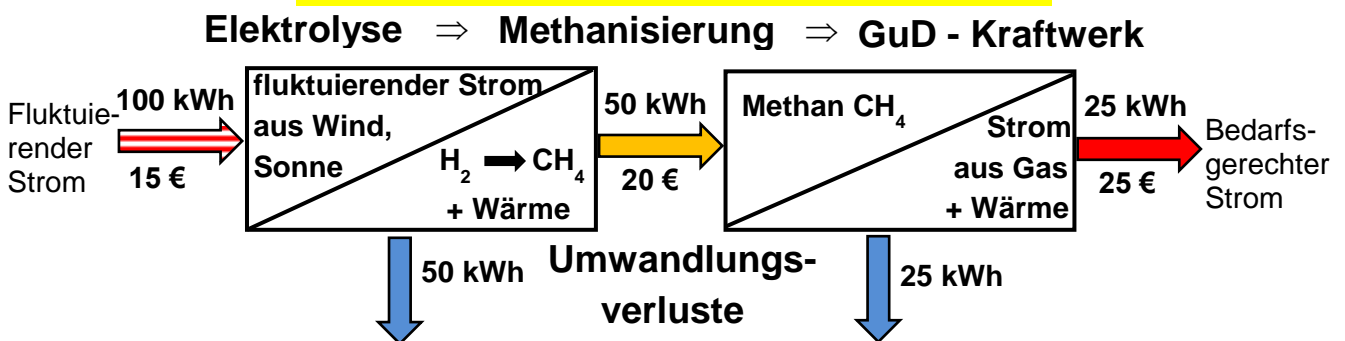 Elektrolyse ⇒ Methanisierung ⇒ GuD - Kraftwerk
Fluktuie-
render
Strom
100 kWh
15 €
fluktuierender Strom
aus Wind,
Sonne
H2 ➡ CH4
+ Wärme
50 kWh
20 €
Methan CH4
Strom
aus Gas
+ Wärme
25 kWh
25 €
Bedarfs-
gerechter
Strom
50 kWh
Umwandlungs-
verluste
25 kWh